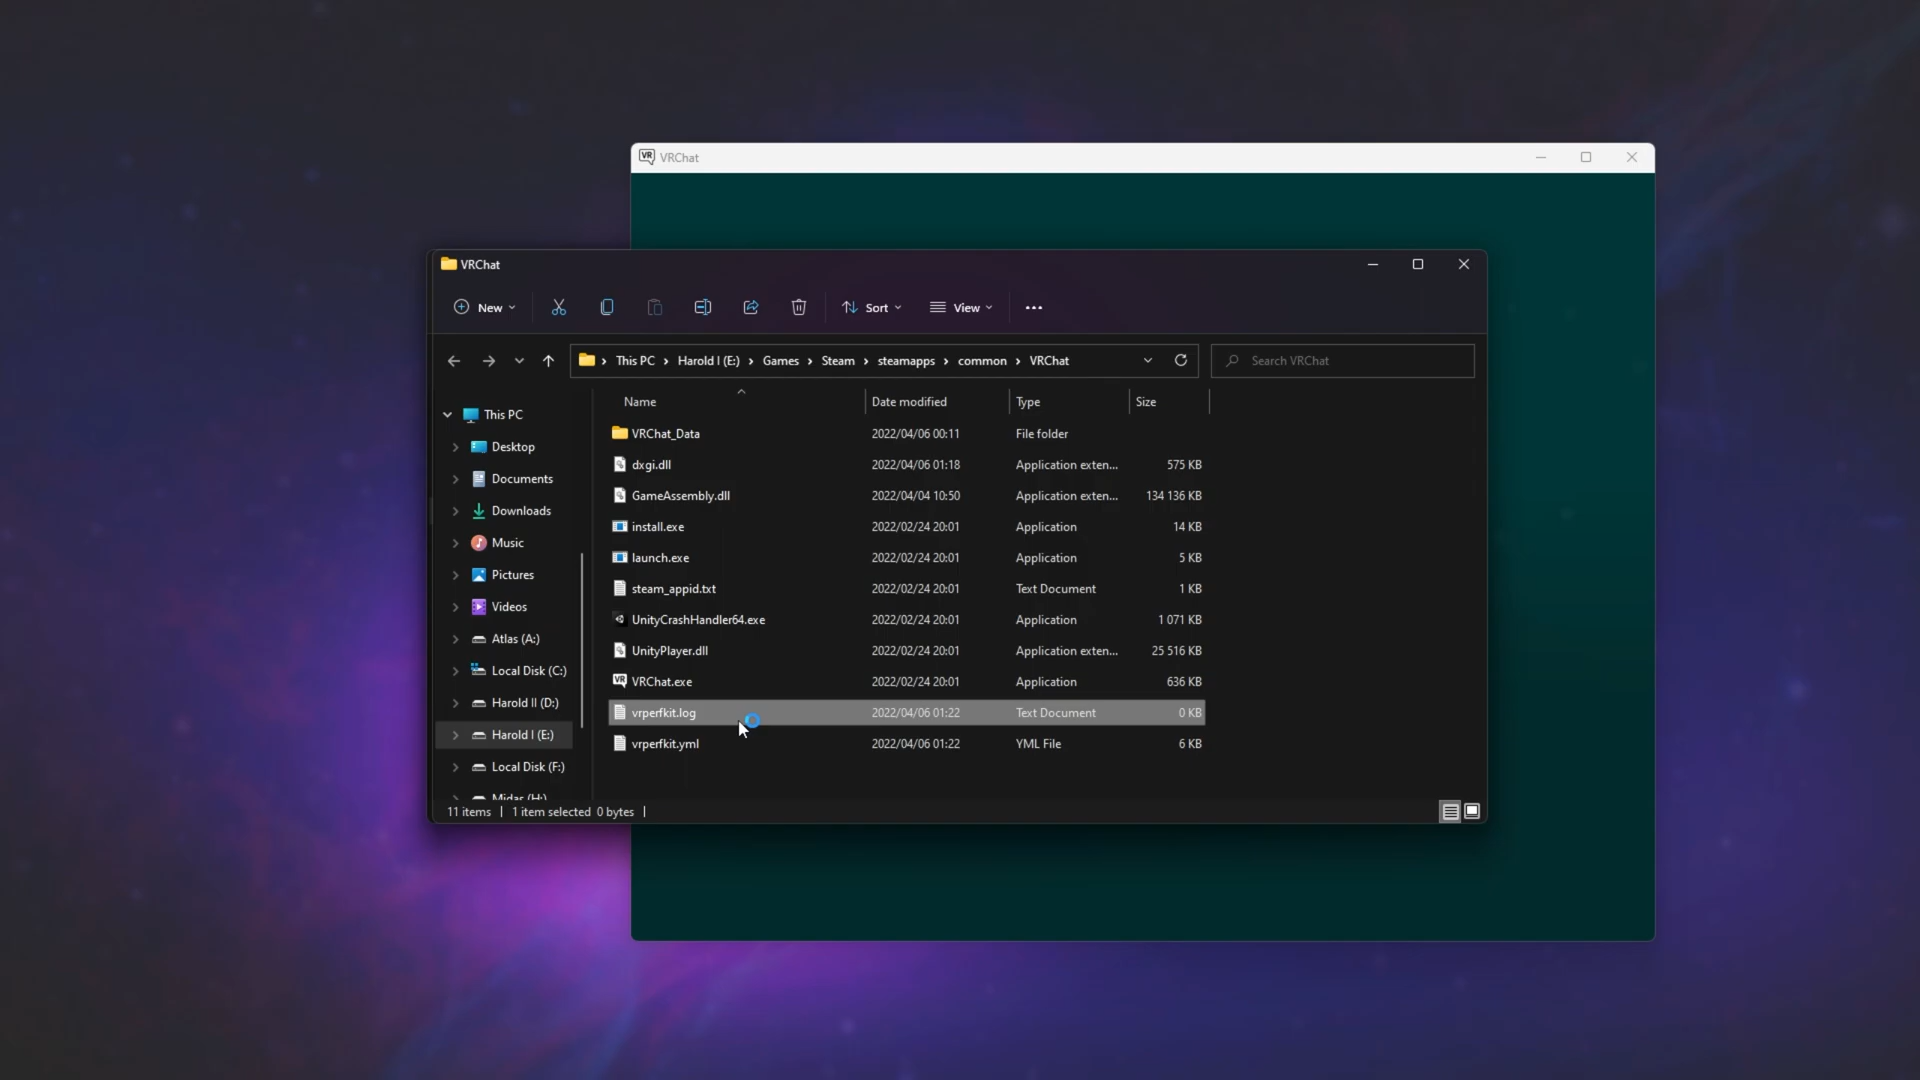 VRChat
VRChat
New
Sort
View
This PC > Harold I (E:) > Games > Steam > steamapps > common > VRChat
Search VRChat
Name Date modified Type Size
This PC
Desktop
Documents
Downloads
Music
Pictures
Videos
Atlas (A:)
Local Disk (C:)
Harold II (D:)
Harold I (E:)
Local Disk (F:)
Midas (H:)
VRChat_Data 2022/04/06 00:11 File folder
dxgi.dll 2022/04/06 01:18 Application exten... 575 KB
GameAssembly.dll 2022/04/04 10:50 Application exten... 134 136 KB
install.exe 2022/02/24 20:01 Application 14 KB
launch.exe 2022/02/24 20:01 Application 5 KB
steam_appid.txt 2022/02/24 20:01 Text Document 1 KB
UnityCrashHandler64.exe 2022/02/24 20:01 Application 1 071 KB
UnityPlayer.dll 2022/02/24 20:01 Application exten... 25 516 KB
VRChat.exe 2022/02/24 20:01 Application 636 KB
vrperfkit.log 2022/04/06 01:22 Text Document 0 KB
vrperfkit.yml 2022/04/06 01:22 YML File 6 KB
11 items | 1 item selected 0 bytes |